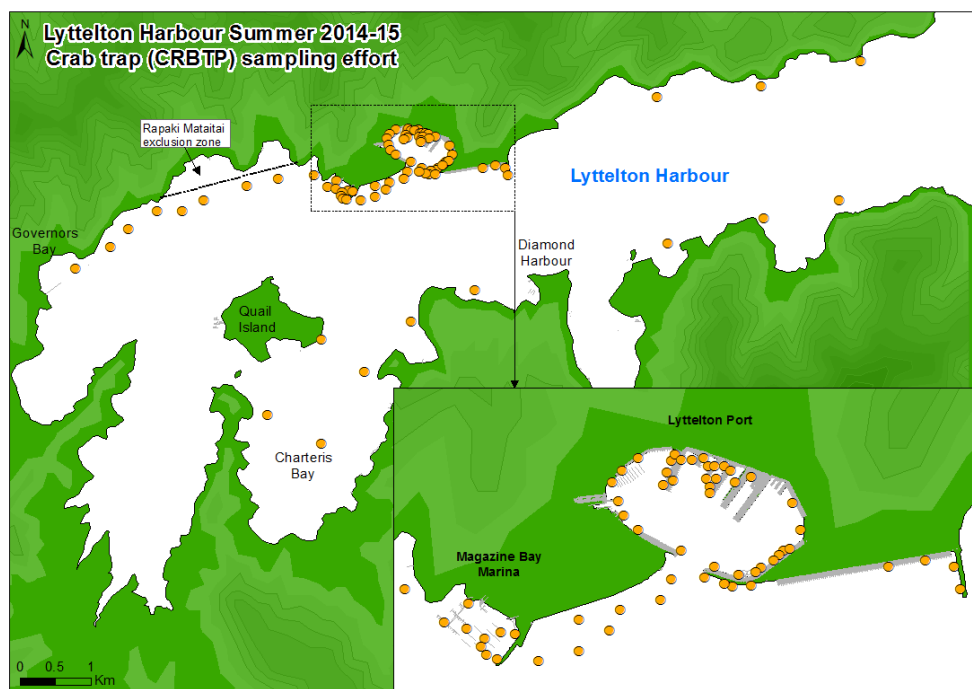 N
Lyttelton Harbour Summer 2014-15
Crab trap (CRBTP) sampling effort
Rapaki Mataitai
exclusion zone
Lyttelton Harbour
Governors
Bay
Diamond
Harbour
Quail
Island
Charteris
Bay
Lyttelton Port
Magazine Bay
Marina
0 0.5 1
Km